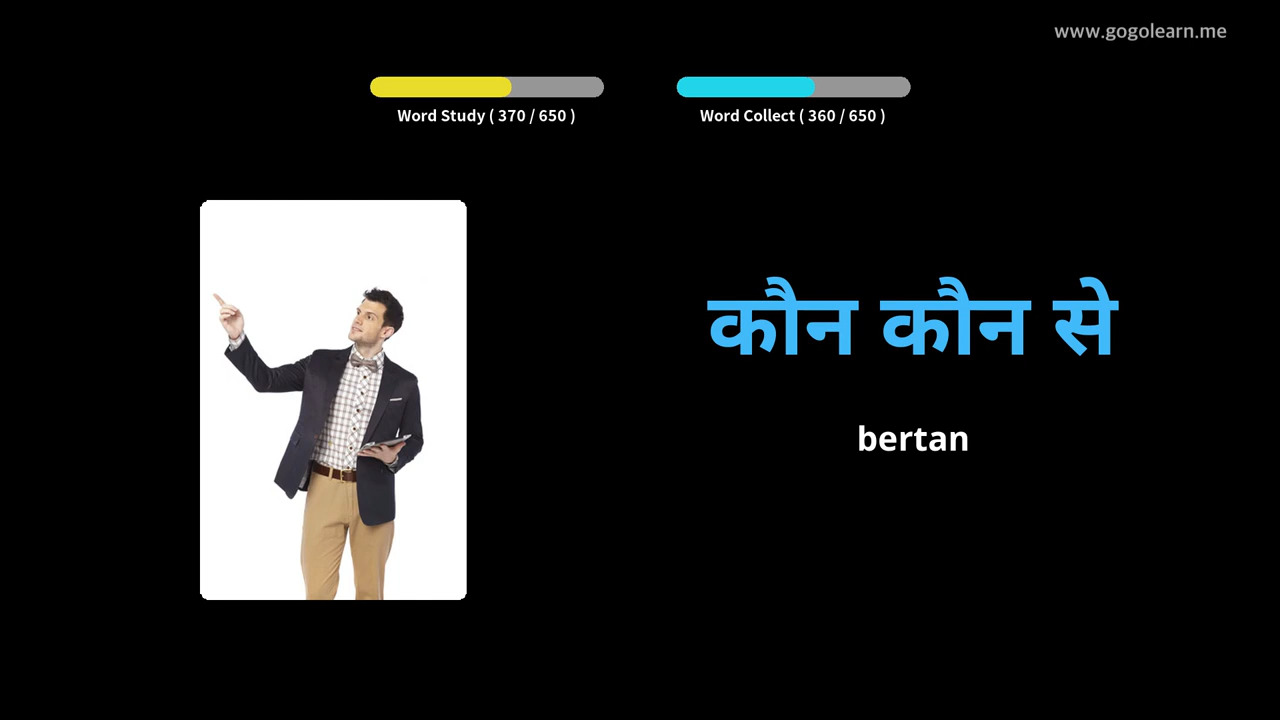 www.gogolearn.me
Word Study ( 370 / 650 )
Word Collect ( 360 / 650 )
कौन कौन से
bertan